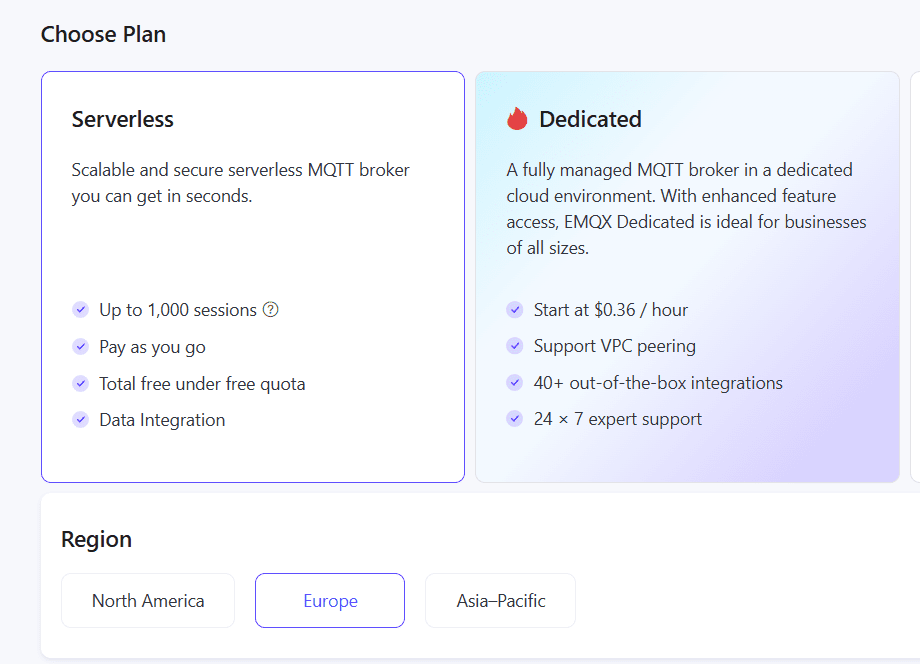 Choose Plan
Serverless
Scalable and secure serverless MQTT broker
you can get in seconds.
Up to 1,000 sessions ?
Pay as you go
Total free under free quota
Data Integration
Dedicated
A fully managed MQTT broker in a dedicated
cloud environment. With enhanced feature
access, EMQX Dedicated is ideal for businesses
of all sizes.
Start at $0.36 / hour
Support VPC peering
40+ out-of-the-box integrations
24 × 7 expert support
Region
North America
Europe
Asia–Pacific